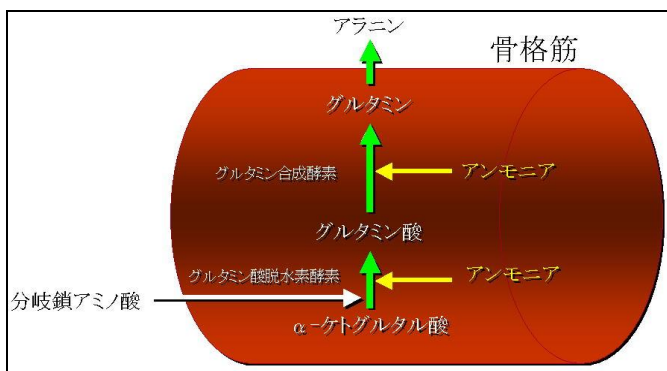 アラニン
骨格筋
グルタミン
グルタミン合成酵素
アンモニア
グルタミン酸
グルタミン酸脱水素酵素
アンモニア
分岐鎖アミノ酸
α-ケトグルタル酸